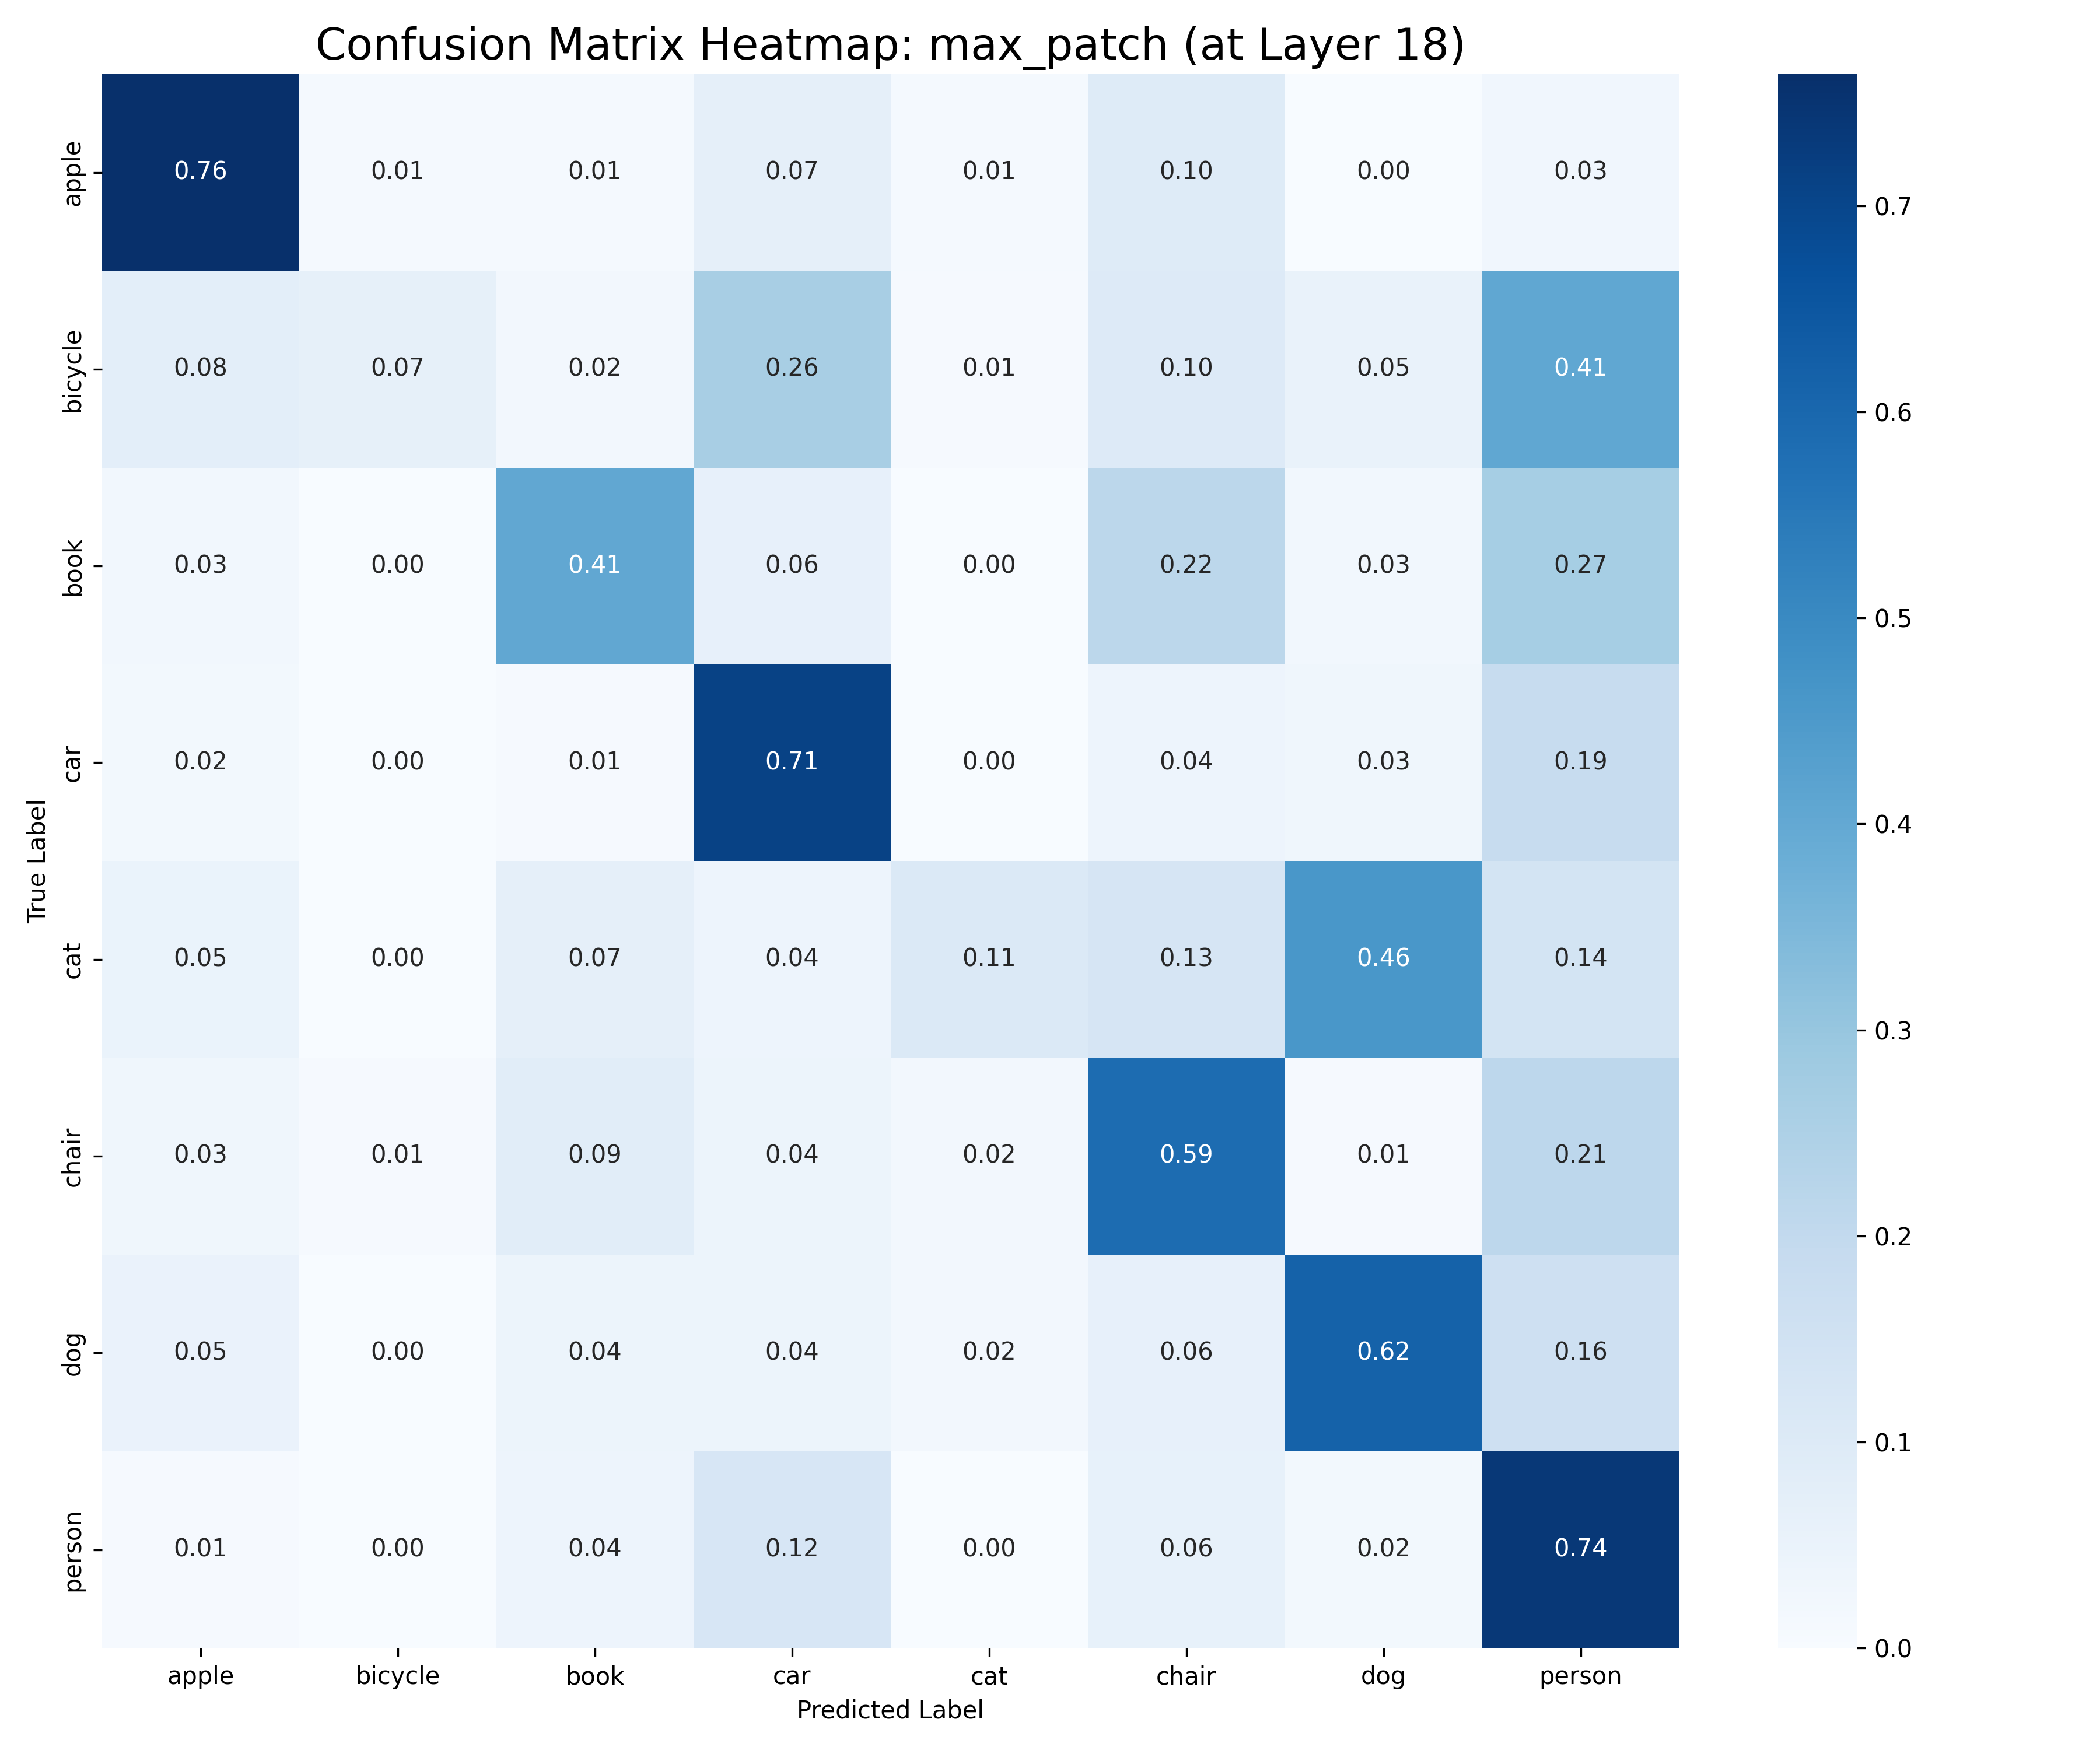 Confusion Matrix Heatmap: max_patch (at Layer 18)
True Label
apple 0.76 0.01 0.01 0.07 0.01 0.10 0.00 0.03
bicycle 0.08 0.07 0.02 0.26 0.01 0.10 0.05 0.41
book 0.03 0.00 0.41 0.06 0.00 0.22 0.03 0.27
car 0.02 0.00 0.01 0.71 0.00 0.04 0.03 0.19
cat 0.05 0.00 0.07 0.04 0.11 0.13 0.46 0.14
chair 0.03 0.01 0.09 0.04 0.02 0.59 0.01 0.21
dog 0.05 0.00 0.04 0.04 0.02 0.06 0.62 0.16
person 0.01 0.00 0.04 0.12 0.00 0.06 0.02 0.74
apple bicycle book car cat chair dog person
Predicted Label
0.7
0.6
0.5
0.4
0.3
0.2
0.1
0.0